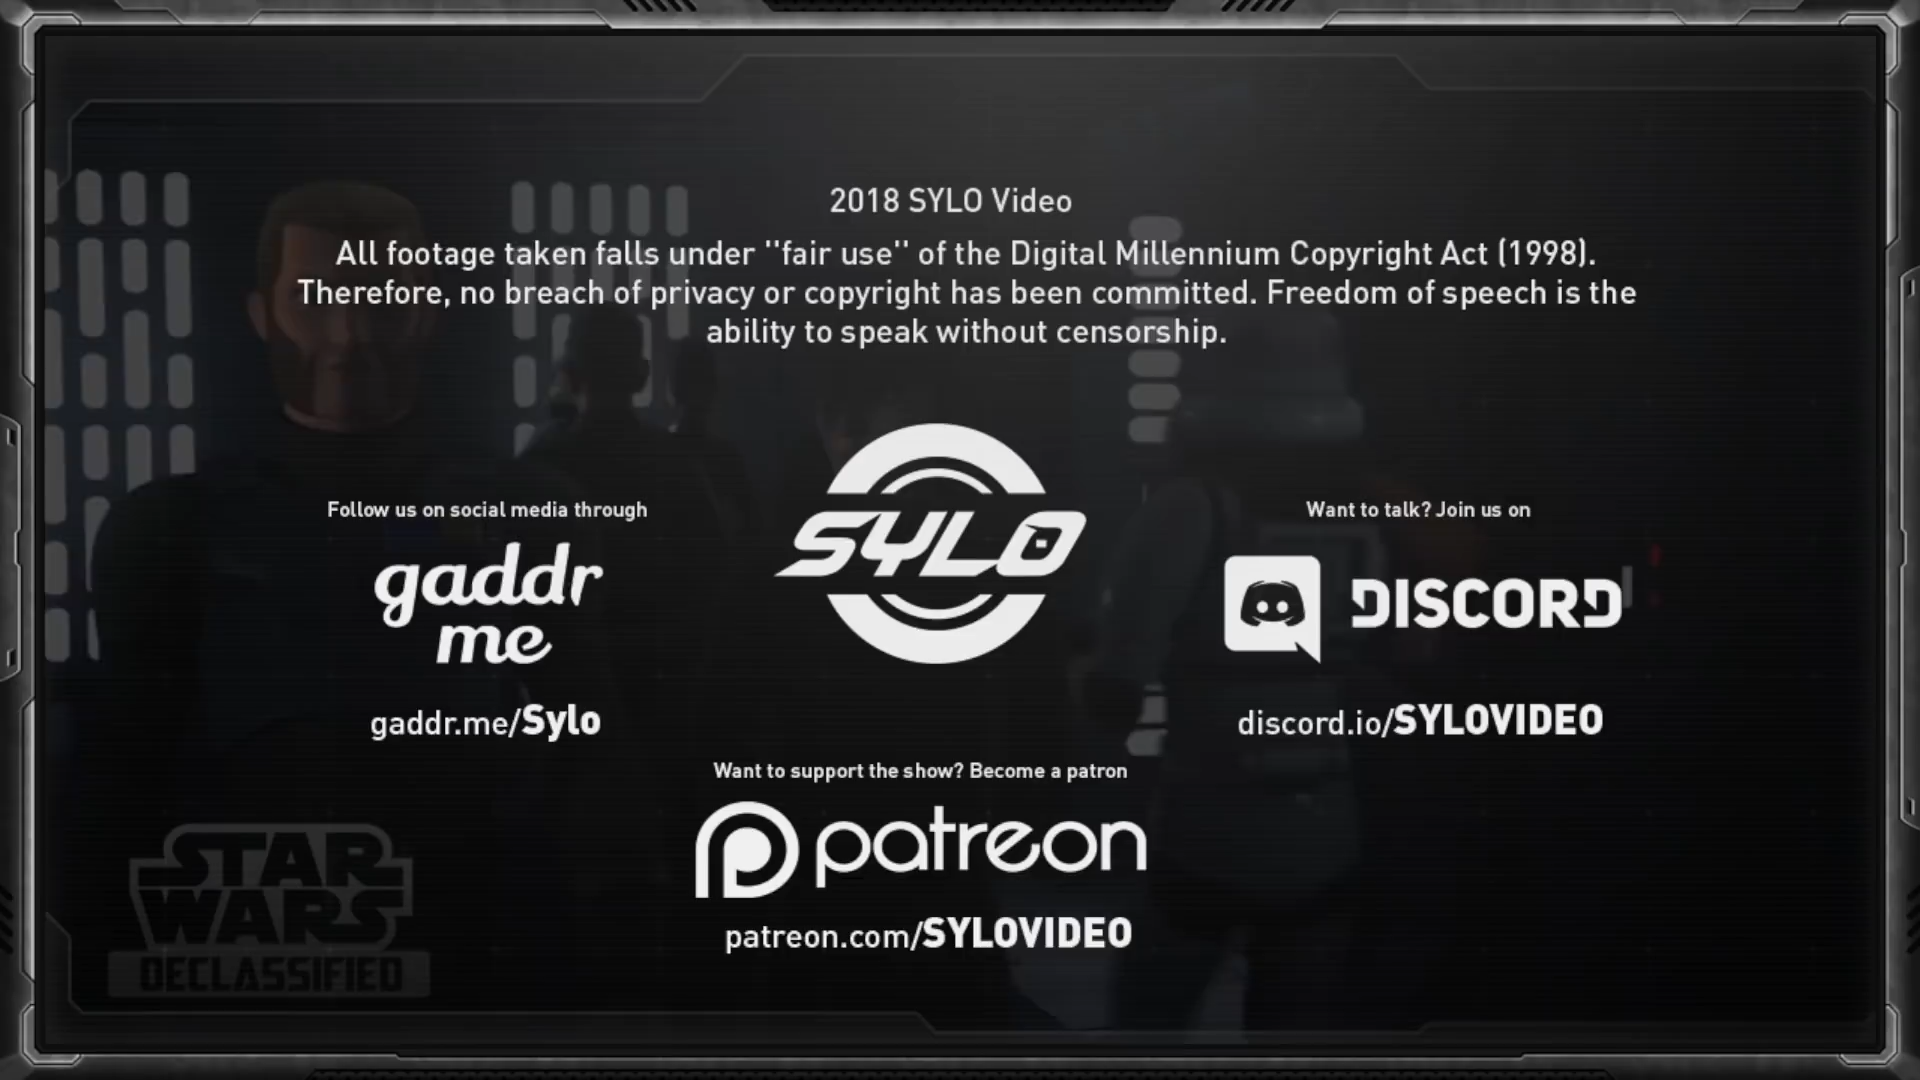 2018 SYLO Video
All footage taken falls under "fair use" of the Digital Millennium Copyright Act (1998).
Therefore, no breach of privacy or copyright has been committed. Freedom of speech is the
ability to speak without censorship.
SYLO
Follow us on social media through
gaddr
me
gaddr.me/Sylo
Want to talk? Join us on
DISCORD
discord.io/SYLOVIDEO
Want to support the show? Become a patron
patreon
patreon.com/SYLOVIDEO
STAR
WARS
DECLASSIFIED